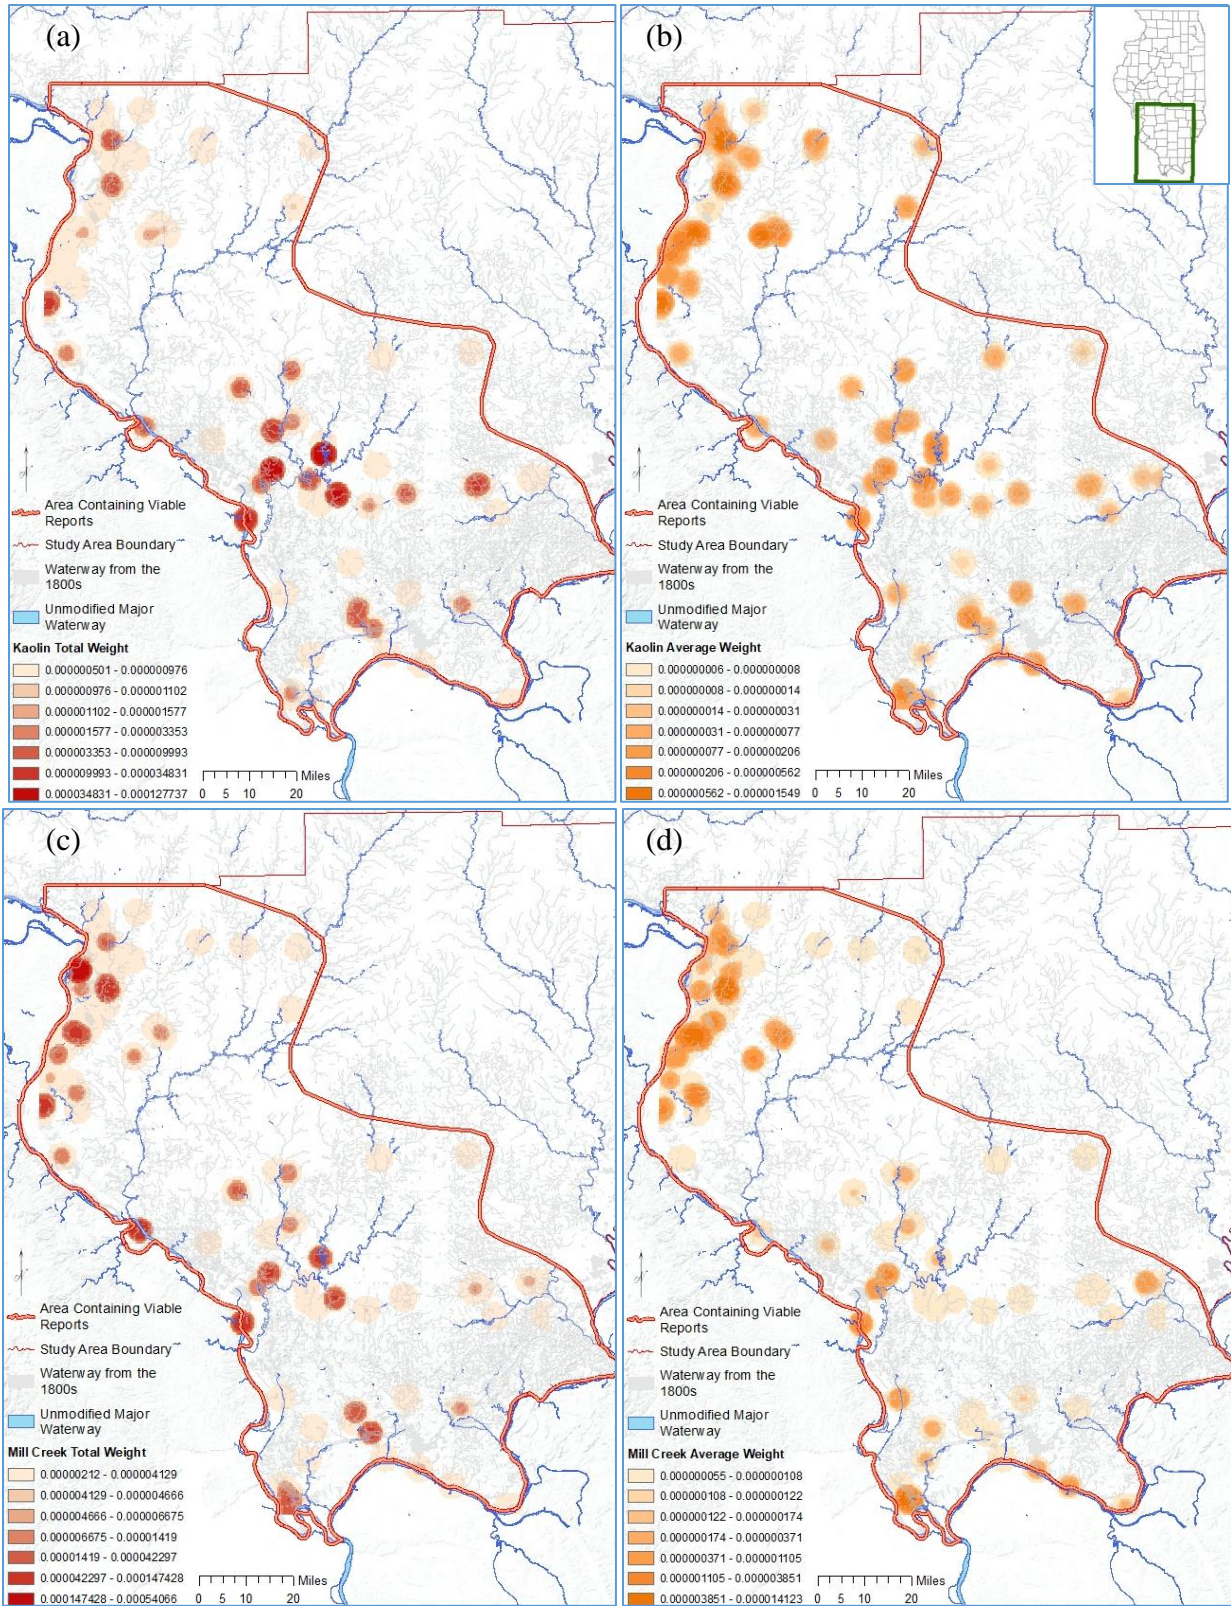 (a)
Area Containing Viable
Reports
Study Area Boundary
Waterway from the
1800s
Unmodified Major
Waterway
Kaolin Total Weight
0.000000501 - 0.000000976
0.000000976 - 0.000001102
0.000001102 - 0.000001577
0.000001577 - 0.000003353
0.000003353 - 0.000009993
0.000009993 - 0.000034831
0.000034831 - 0.000127737
Miles
0 5 10 20
(b)
Area Containing Viable
Reports
Study Area Boundary
Waterway from the
1800s
Unmodified Major
Waterway
Kaolin Average Weight
0.000000006 - 0.000000008
0.000000008 - 0.000000014
0.000000014 - 0.000000031
0.000000031 - 0.000000077
0.000000077 - 0.000000206
0.000000206 - 0.000000562
0.000000562 - 0.000001549
Miles
0 5 10 20
(c)
Area Containing Viable
Reports
Study Area Boundary
Waterway from the
1800s
Unmodified Major
Waterway
Mill Creek Total Weight
0.00000212 - 0.000004129
0.000004129 - 0.000004666
0.000004666 - 0.000006675
0.000006675 - 0.00001419
0.00001419 - 0.000042297
0.000042297 - 0.000147428
0.000147428 - 0.00054066
Miles
0 5 10 20
(d)
Area Containing Viable
Reports
Study Area Boundary
Waterway from the
1800s
Unmodified Major
Waterway
Mill Creek Average Weight
0.000000055 - 0.000000108
0.000000108 - 0.000000122
0.000000122 - 0.000000174
0.000000174 - 0.000000371
0.000000371 - 0.000001105
0.000001105 - 0.000003851
0.000003851 - 0.000014123
Miles
0 5 10 20